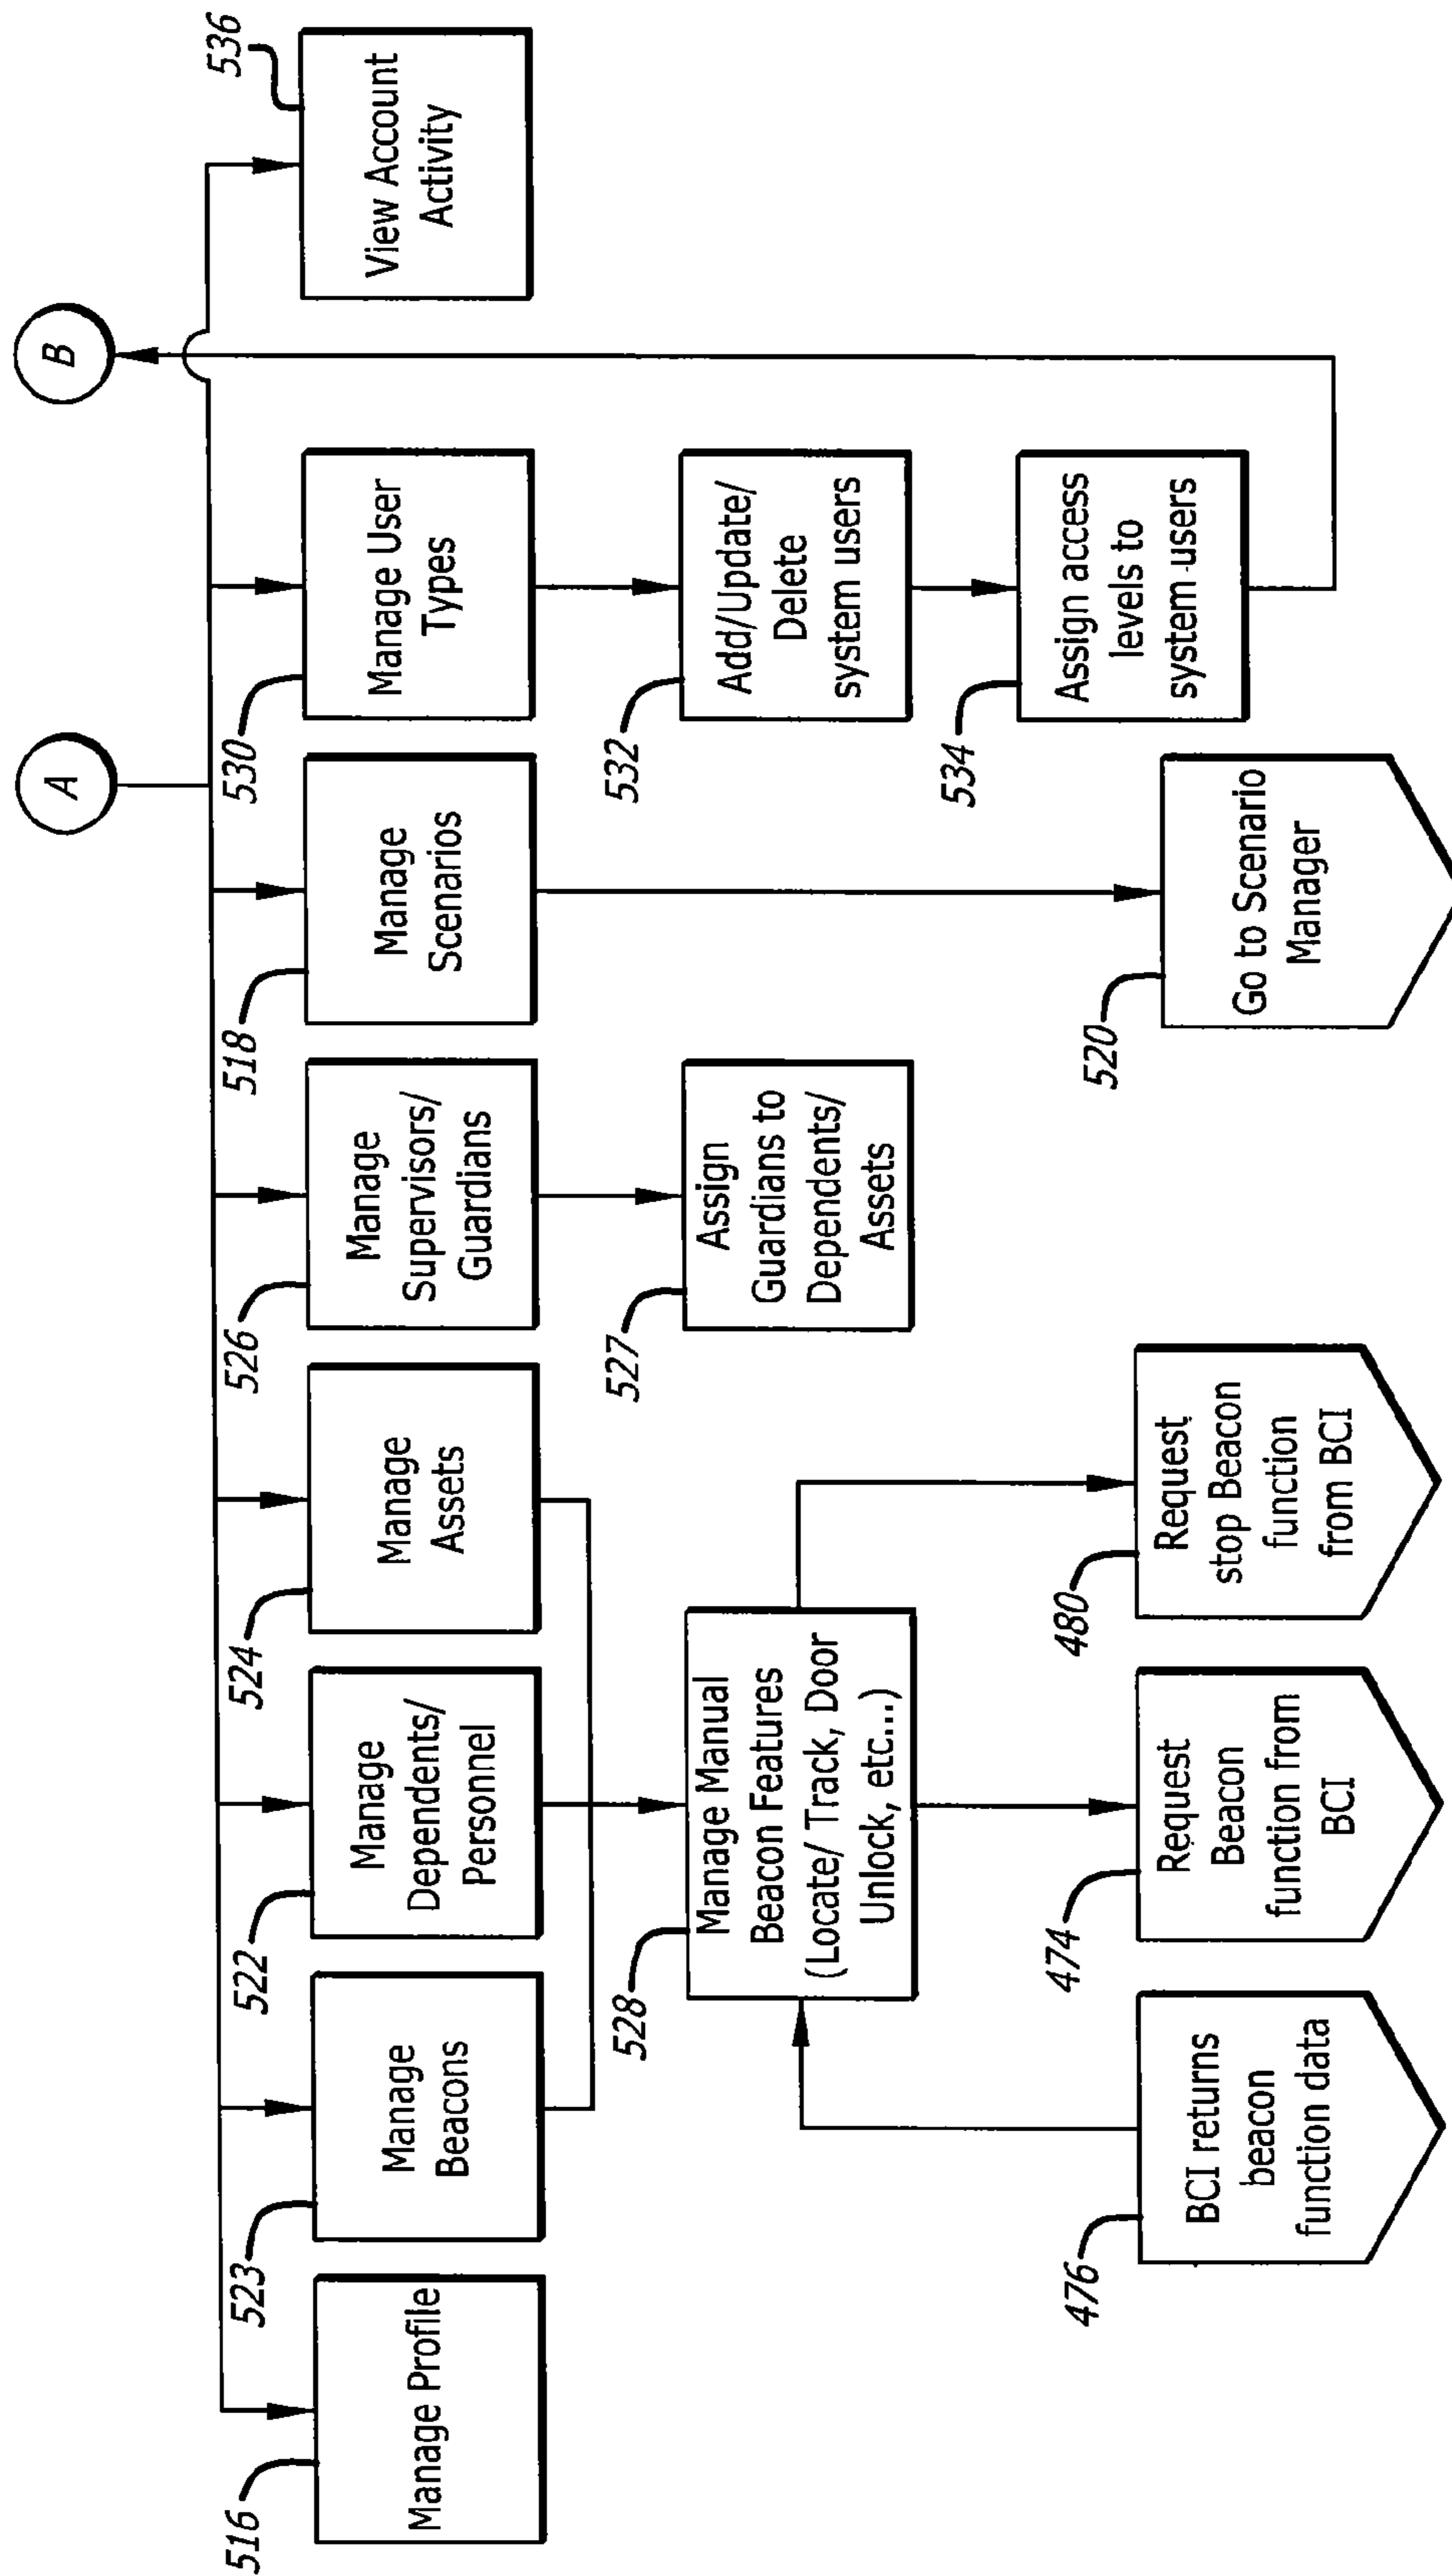 A
B
516
Manage Profile
523
Manage
Beacons
522
Manage
Dependents/
Personnel
524
Manage
Assets
526
Manage
Supervisors/
Guardians
518
Manage
Scenarios
530
Manage User
Types
536
View Account
Activity
528
Manage Manual
Beacon Features
(Locate/ Track, Door
Unlock, etc...)
527
Assign
Guardians to
Dependents/
Assets
532
Add/Update/
Delete
system users
534
Assign access
levels to
system users
476
BCI returns
beacon
function data
474
Request
Beacon
function from
BCI
480
Request
stop Beacon
function
from BCI
520
Go to Scenario
Manager